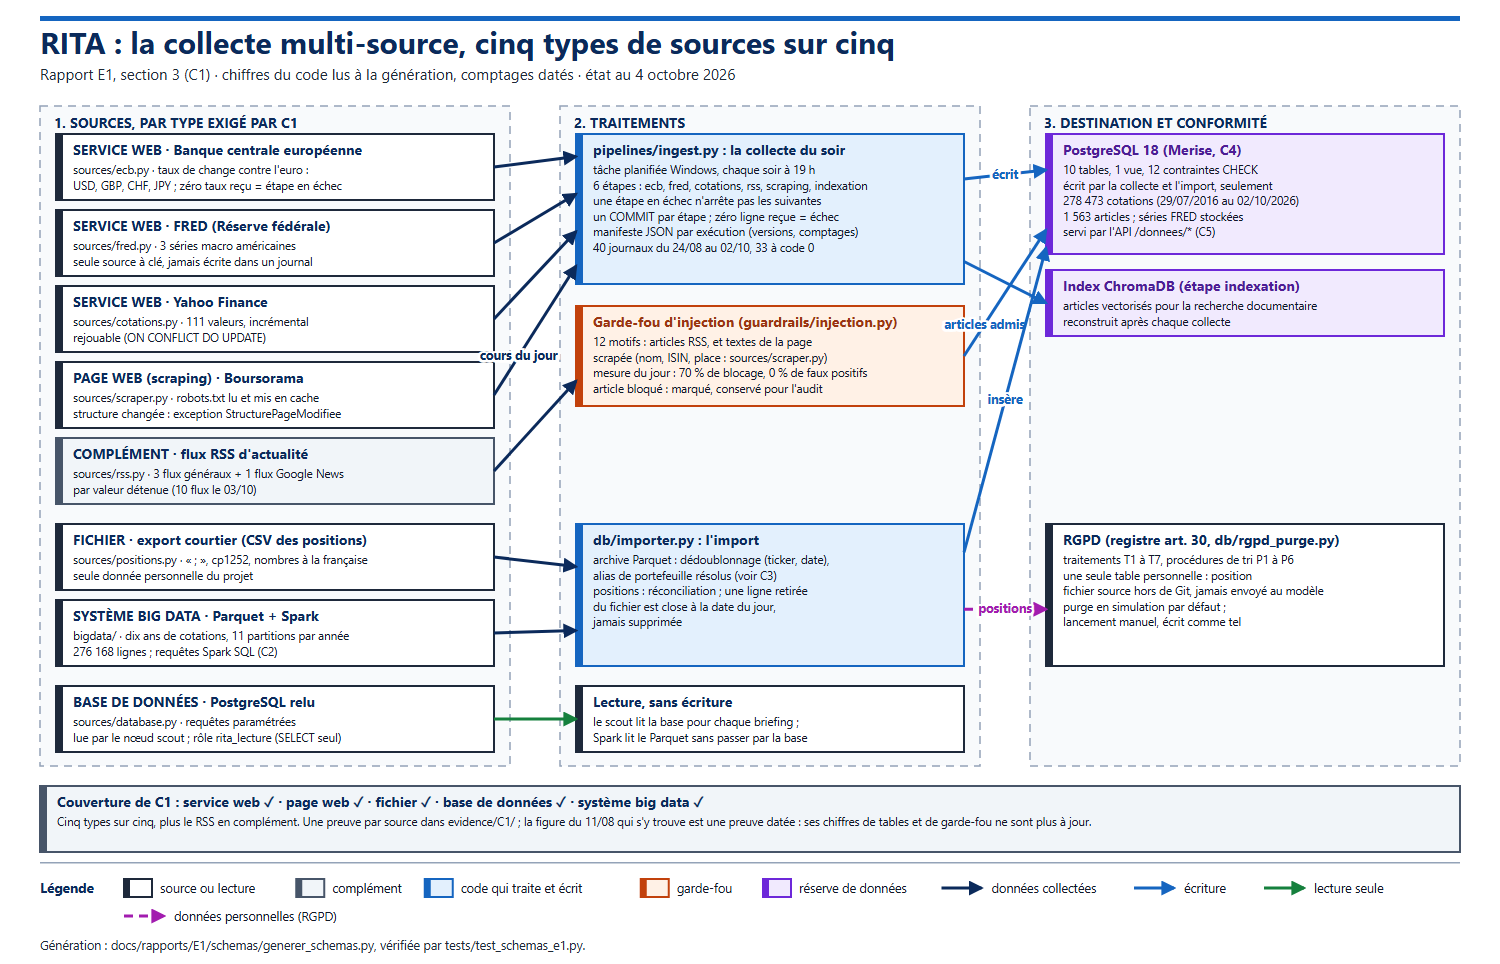 RITA : la collecte multi-source, cinq types de sources sur cinq
Rapport E1, section 3 (C1) · chiffres du code lus à la génération, comptages datés · état au 4 octobre 2026
1. SOURCES, PAR TYPE EXIGÉ PAR C1
SERVICE WEB · Banque centrale européenne
sources/ecb.py · taux de change contre l'euro :
USD, GBP, CHF, JPY ; zéro taux reçu = étape en échec
SERVICE WEB · FRED (Réserve fédérale)
sources/fred.py · 3 séries macro américaines
seule source à clé, jamais écrite dans un journal
SERVICE WEB · Yahoo Finance
sources/cotations.py · 111 valeurs, incrémental
rejouable (ON CONFLICT DO UPDATE)
PAGE WEB (scraping) · Boursorama
sources/scraper.py · robots.txt lu et mis en cache
structure changée : exception StructurePageModifiee
COMPLÉMENT · flux RSS d'actualité
sources/rss.py · 3 flux généraux + 1 flux Google News
par valeur détenue (10 flux le 03/10)
FICHIER · export courtier (CSV des positions)
sources/positions.py · « ; », cp1252, nombres à la française
seule donnée personnelle du projet
SYSTÈME BIG DATA · Parquet + Spark
bigdata/ · dix ans de cotations, 11 partitions par année
276 168 lignes ; requêtes Spark SQL (C2)
BASE DE DONNÉES · PostgreSQL relu
sources/database.py · requêtes paramétrées
lue par le nœud scout ; rôle rita_lecture (SELECT seul)
cours du jour
2. TRAITEMENTS
pipelines/ingest.py : la collecte du soir
tâche planifiée Windows, chaque soir à 19 h
6 étapes : ecb, fred, cotations, rss, scraping, indexation
une étape en échec n'arrête pas les suivantes
un COMMIT par étape ; zéro ligne reçue = échec
manifeste JSON par exécution (versions, comptages)
40 journaux du 24/08 au 02/10, 33 à code 0
Garde-fou d'injection (guardrails/injection.py)
12 motifs : articles RSS, et textes de la page
scrapée (nom, ISIN, place : sources/scraper.py)
mesure du jour : 70 % de blocage, 0 % de faux positifs
article bloqué : marqué, conservé pour l'audit
db/importer.py : l'import
archive Parquet : dédoublonnage (ticker, date),
alias de portefeuille résolus (voir C3)
positions : réconciliation ; une ligne retirée
du fichier est close à la date du jour,
jamais supprimée
Lecture, sans écriture
le scout lit la base pour chaque briefing ;
Spark lit le Parquet sans passer par la base
écrit
articles admis
insère
positions
3. DESTINATION ET CONFORMITÉ
PostgreSQL 18 (Merise, C4)
10 tables, 1 vue, 12 contraintes CHECK
écrit par la collecte et l'import, seulement
278 473 cotations (29/07/2016 au 02/10/2026)
1 563 articles ; séries FRED stockées
servi par l'API /donnees/* (C5)
Index ChromaDB (étape indexation)
articles vectorisés pour la recherche documentaire
reconstruit après chaque collecte
RGPD (registre art. 30, db/rgpd_purge.py)
traitements T1 à T7, procédures de tri P1 à P6
une seule table personnelle : position
fichier source hors de Git, jamais envoyé au modèle
purge en simulation par défaut ;
lancement manuel, écrit comme tel
Couverture de C1 : service web ✓ · page web ✓ · fichier ✓ · base de données ✓ · système big data ✓
Cinq types sur cinq, plus le RSS en complément. Une preuve par source dans evidence/C1/ ; la figure du 11/08 qui s'y trouve est une preuve datée : ses chiffres de tables et de garde-fou ne sont plus à jour.
Légende
source ou lecture
complément
code qui traite et écrit
garde-fou
réserve de données
données collectées
écriture
lecture seule
données personnelles (RGPD)
Génération : docs/rapports/E1/schemas/generer_schemas.py, vérifiée par tests/test_schemas_e1.py.